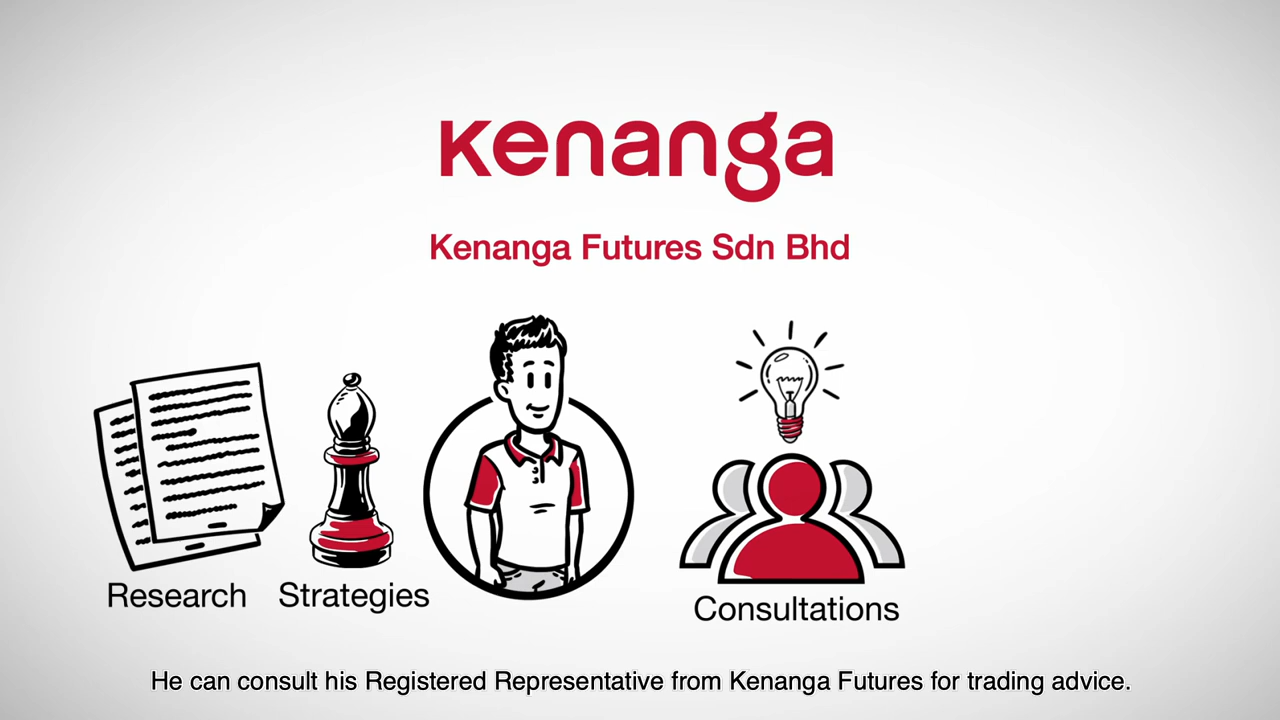 Kenanga
Kenanga Futures Sdn Bhd
Research
Strategies
Consultations
He can consult his Registered Representative from Kenanga Futures for trading advice.